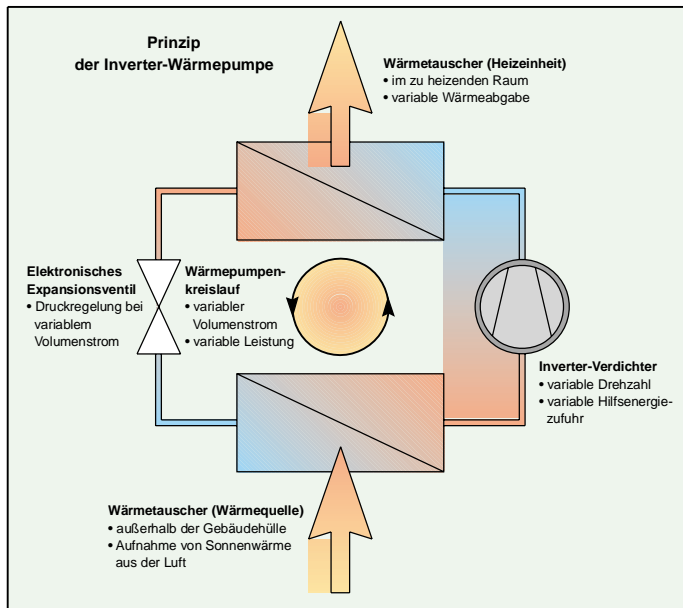 Prinzip
der Inverter-Wärmepumpe
Wärmetauscher (Heizeinheit)
• im zu heizenden Raum
• variable Wärmeabgabe
Elektronisches
Expansionsventil
• Druckregelung bei
variablem
Volumenstrom
Wärmepumpen-
kreislauf
• variabler
Volumenstrom
• variable Leistung
Inverter-Verdichter
• variable Drehzahl
• variable Hilfsenergie-
zufuhr
Wärmetauscher (Wärmequelle)
• außerhalb der Gebäudehülle
• Aufnahme von Sonnenwärme
aus der Luft